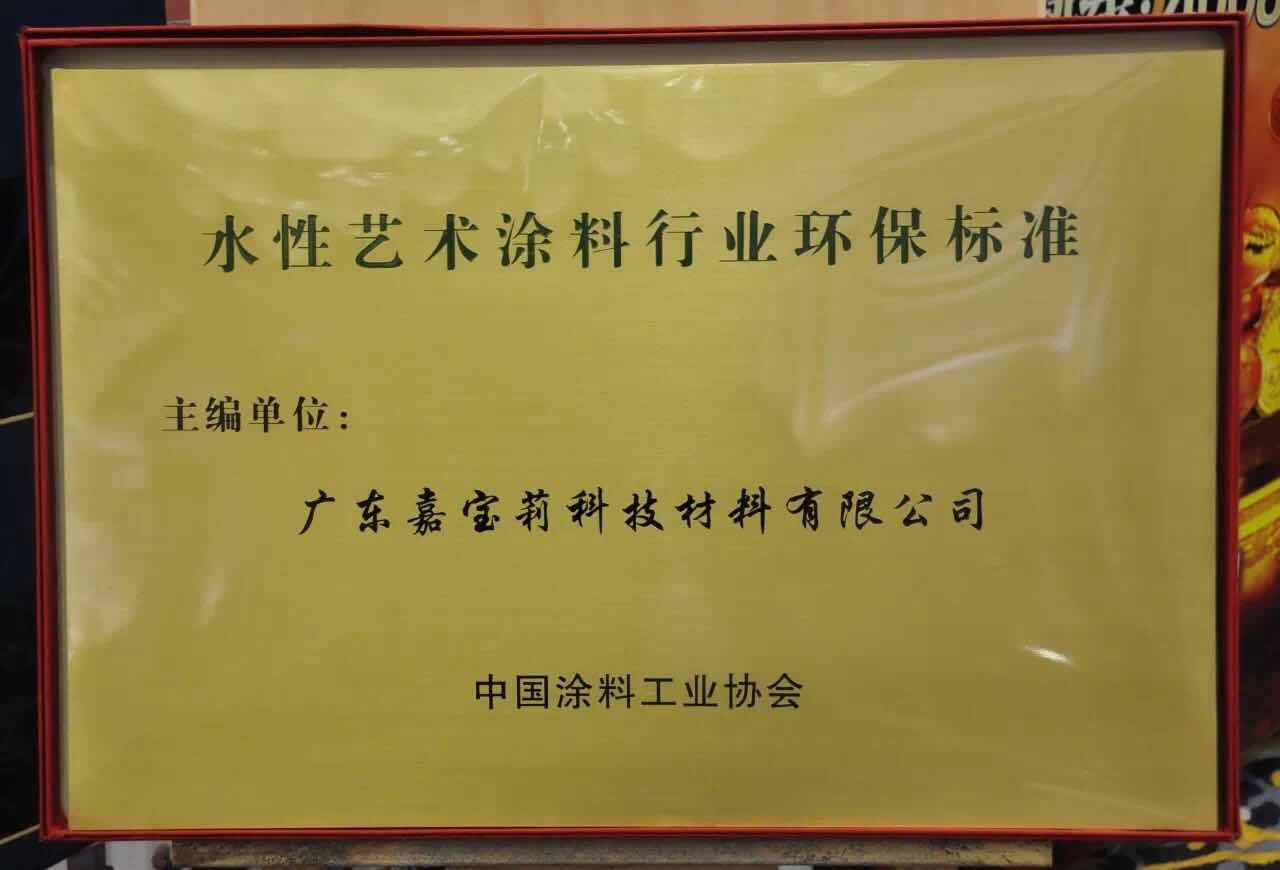 水性艺术涂料行业环保标准
主编单位：
广东嘉宝莉科技材料有限公司
中国涂料工业协会